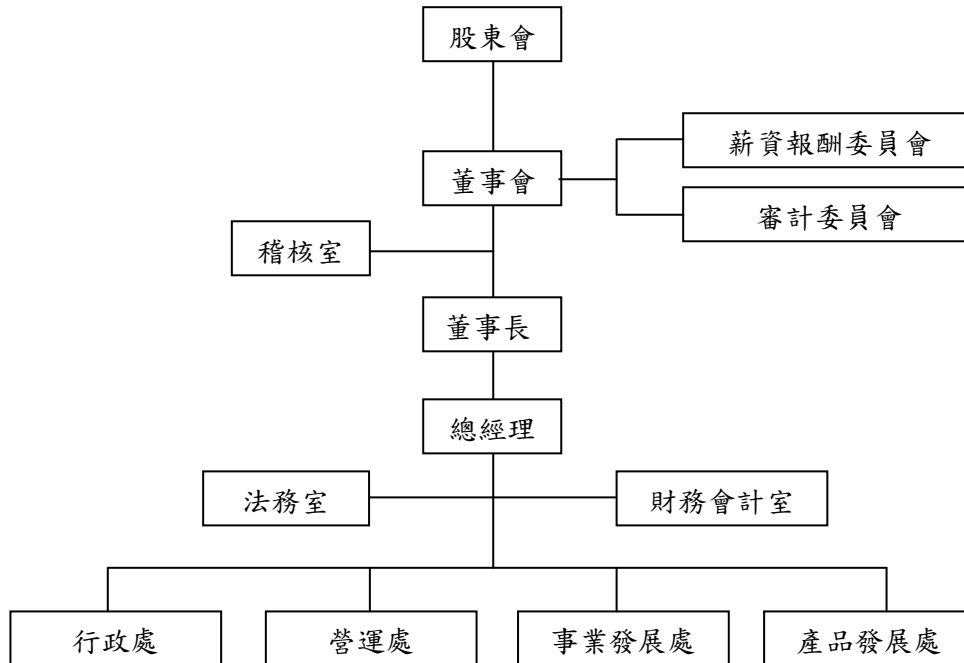 股東會
薪資報酬委員會
董事會
審計委員會
稽核室
董事長
總經理
法務室
財務會計室
行政處
營運處
事業發展處
產品發展處